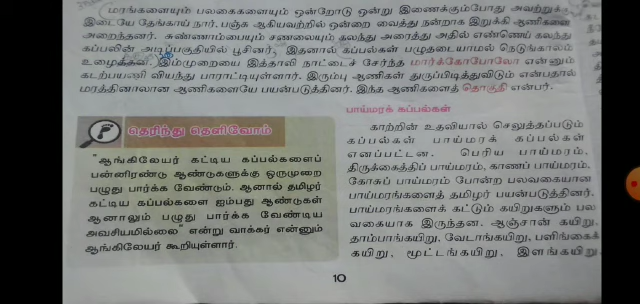 மரங்களையும் பலகைகளையும் ஒன்றோடு ஒன்று இணைக்கும்போது அவற்றுக்கு
இடையே தேங்காய் நார், பஞ்சு ஆகியவற்றில் ஒன்றை வைத்து நன்றாக இறுக்கி ஆணிகளை
அறைந்தனர். சுண்ணாம்பையும் சணலையும் கலந்து அரைத்து அதில் எண்ணெய் கலந்து
கப்பலின் அடிப்பகுதியில் பூசினர். இதனால் கப்பல்கள் பழுதடையாமல் நெடுங்காலம்
உழைத்தன. இம்முறையை இத்தாலி நாட்டைச் சேர்ந்த மார்க்கோபோலோ என்னும்
கடற்பயணி வியந்து பாராட்டியுள்ளார். இரும்பு ஆணிகள் துருப்பிடித்துவிடும் என்பதால்
மரத்தினாலான ஆணிகளையே பயன்படுத்தினர். இந்த ஆணிகளைத் தொகுதி என்பர்.
தெரிந்து தெளிவோம்
"ஆங்கிலேயர் கட்டிய கப்பல்களைப்
பன்னிரண்டு ஆண்டுகளுக்கு ஒருமுறை
பழுது பார்க்க வேண்டும். ஆனால் தமிழர்
கட்டிய கப்பல்களை ஐம்பது ஆண்டுகள்
ஆனாலும் பழுது பார்க்க வேண்டிய
அவசியமில்லை" என்று வாக்கர் என்னும்
ஆங்கிலேயர் கூறியுள்ளார்.
பாய்மரக் கப்பல்கள்
காற்றின் உதவியால் செலுத்தப்படும்
கப்பல்கள் பாய்மரக் கப்பல்கள்
எனப்பட்டன. பெரிய பாய்மரம்,
திருக்கைத்திப் பாய்மரம், காணப் பாய்மரம்,
கோசுப் பாய்மரம் போன்ற பலவகையான
பாய்மரங்களைத் தமிழர் பயன்படுத்தினர்.
பாய்மரங்களைக் கட்டும் கயிறுகளும் பல
வகையாக இருந்தன. ஆஞ்சான் கயிறு,
தாம்பாங்கயிறு, வேடாங்கயிறு, பளிங்கைக்
கயிறு, மூட்டங்கயிறு, இளங்கயிறு,
10